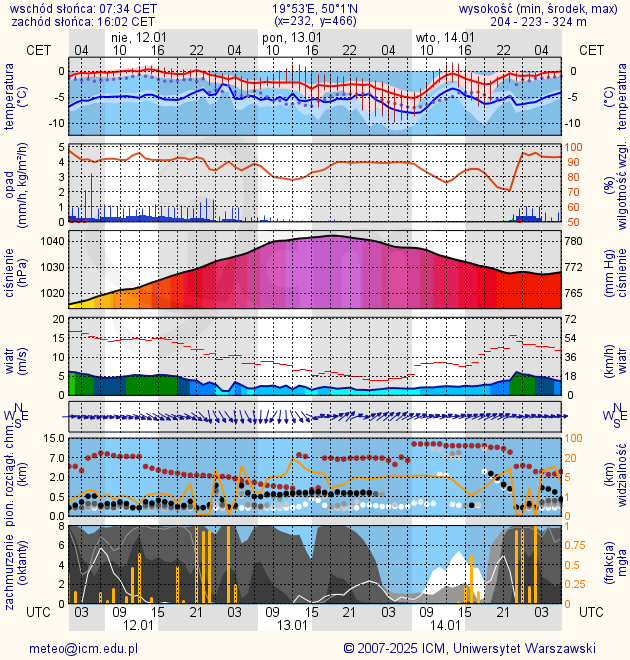 wschód słońca: 07:34 CET 19°53'E, 50°1'N wysokość (min, środek, max)
zachód słońca: 16:02 CET (x=232, y=466) 204 - 223 - 324 m
nie, 12.01 pon, 13.01 wto, 14.01
CET 04 10 16 22 04 10 16 22 04 10 16 22 04 CET
temperatura (°C) 0 -5 -10 0 -5 -10 temperatura (°C)
opad (mm/h, kg/m²/h) 5 4 3 2 1 0 100 90 80 70 60 50 wilgotność wzgl. (%)
ciśnienie (hPa) 1040 1030 1020 780 772 765 ciśnienie (mm Hg)
wiatr (m/s) 20 15 10 5 0 72 54 36 18 0 wiatr (km/h)
N W E S N W E S
pion. rozciągł. chm. (km) 15.0 7.0 2.0 0.5 0.0 100 20 5 1 0 widzialność (km)
zachmurzenie (oktanty) 8 6 4 2 0 1 0.75 0.5 0.25 0 (frakcja) mgła
UTC 03 09 15 21 03 09 15 21 03 09 15 21 03 UTC
12.01 13.01 14.01
meteo@icm.edu.pl © 2007-2025 ICM, Uniwersytet Warszawski